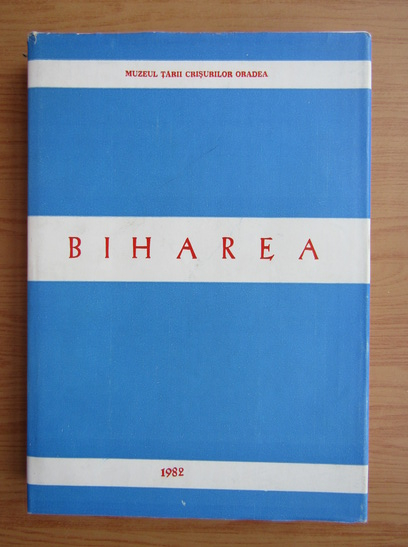 MUZEUL ȚĂRII CRIȘURILOR ORADEA
BIHAREA
1982